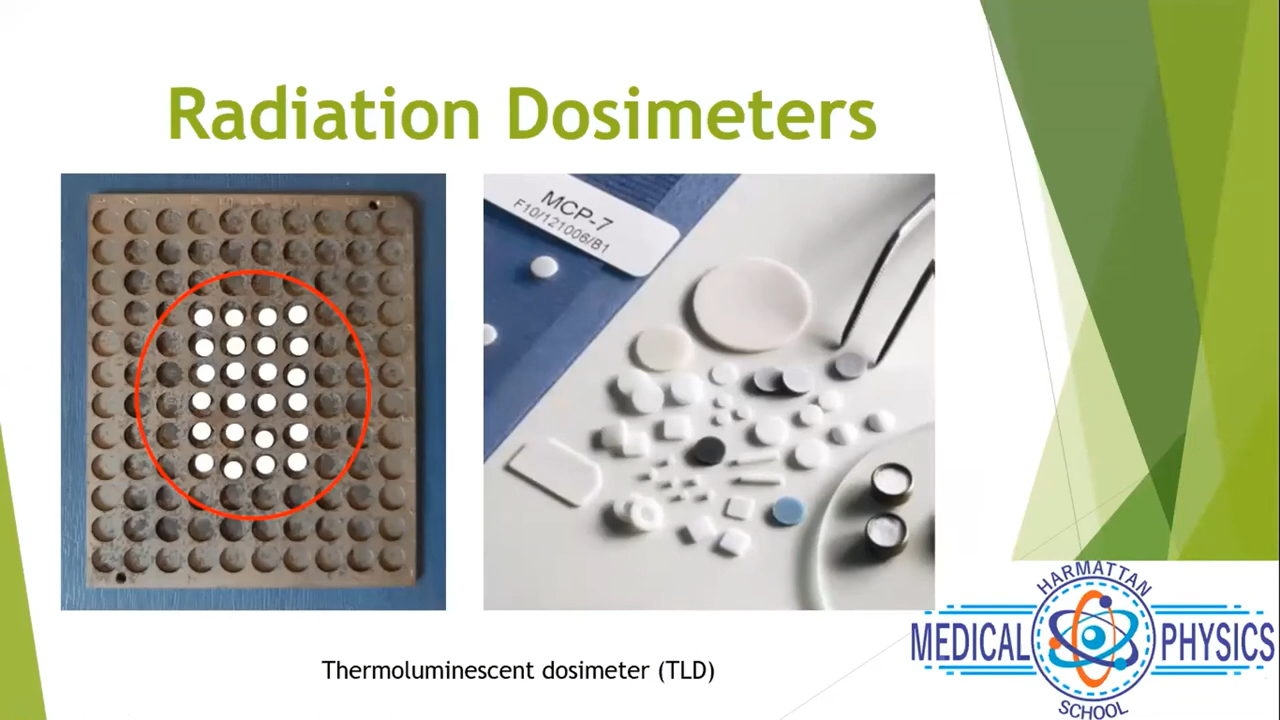 Radiation Dosimeters
MCP-7
F10/121006/B1
Thermoluminescent dosimeter (TLD)
HARMATTAN
MEDICAL PHYSICS
SCHOOL